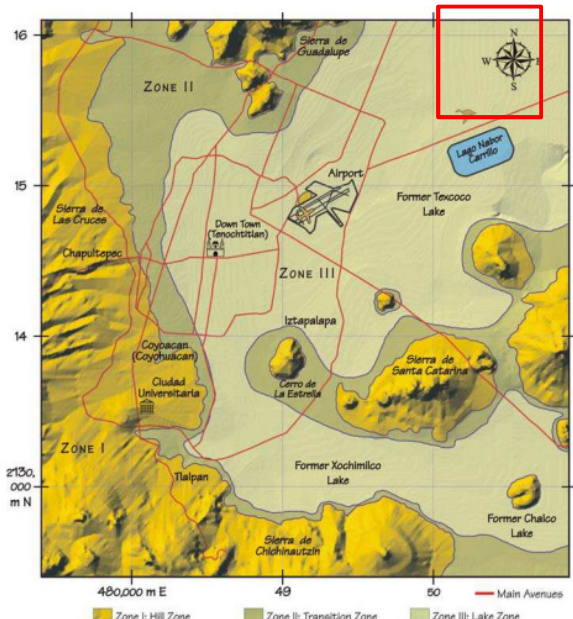 16
Sierra de
Guadalupe
N
W
S
ZONE II
Lago Nabor
Carrillo
15
Airport
Former Texcoco
Lake
Sierra de
Las Cruces
Down Town
(Tenochtitlan)
Chapultepec
ZONE III
14
Iztapalapa
Coyoacan
(Coyohuacan)
Sierra de
Santa Catarina
Ciudad
Universitaria
Cerro de
La Estrella
ZONE I
2130,
000
m N
Tlalpan
Former Xochimilco
Lake
Former Chalco
Lake
Sierra de
Chichinautzin
480,000 m E
49
50
Main Avenues
Zone I: Hill Zone
Zone II: Transition Zone
Zone III: Lake Zone